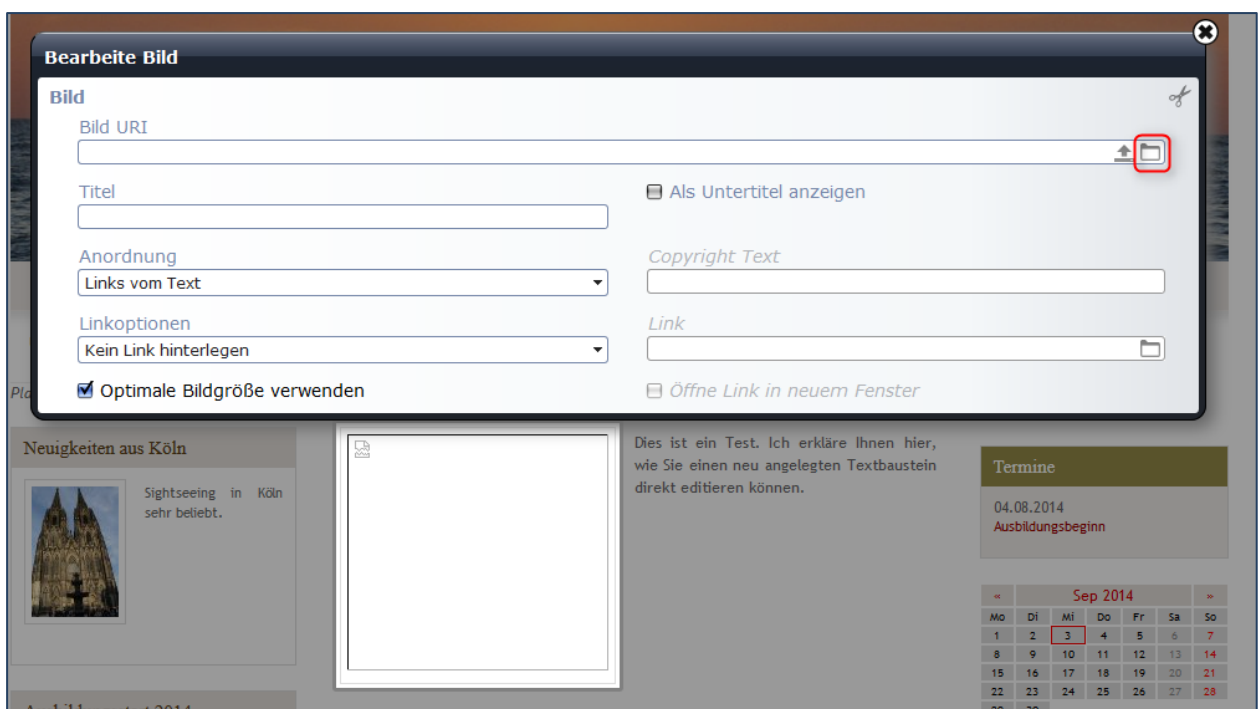 Bearbeite Bild
Bild
Bild URI
Titel
Als Untertitel anzeigen
Anordnung
Copyright Text
Links vom Text
Linkoptionen
Link
Kein Link hinterlegen
Optimale Bildgröße verwenden
Öffne Link in neuem Fenster
Neuigkeiten aus Köln
Sightseeing in Köln
sehr beliebt.
Dies ist ein Test. Ich erkläre Ihnen hier,
wie Sie einen neu angelegten Textbaustein
direkt editieren können.
Termine
04.08.2014
Ausbildungsbeginn
« Sep 2014 »
Mo Di Mi Do Fr Sa So
1 2 3 4 5 6 7
8 9 10 11 12 13 14
15 16 17 18 19 20 21
22 23 24 25 26 27 28
29 30